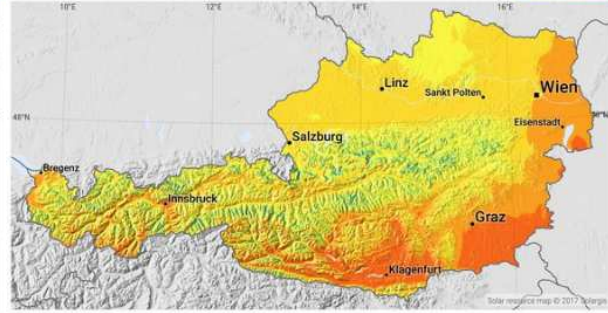 10°E 12°E 16°E
Linz
Sankt Polten
Wien
48°N
Eisenstadt
Salzburg
Bregenz
Innsbruck
Graz
Klagenfurt
Solar resource map © 2017 Solargis